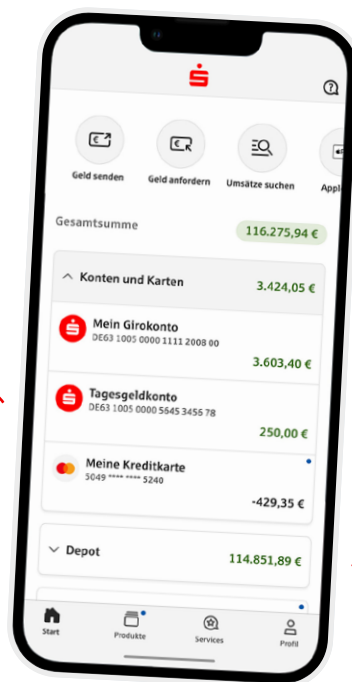 Geld senden
Geld anfordern
Umsätze suchen
Gesamtsumme
116.275,94 €
Konten und Karten
3.424,05 €
Mein Girokonto
DE63 1005 0000 1111 2008 00
3.603,40 €
Tagesgeldkonto
DE63 1005 0000 5645 3456 78
250,00 €
Meine Kreditkarte
5049 **** **** 5240
-429,35 €
Depot
114.851,89 €
Start
Produkte
Services
Profil